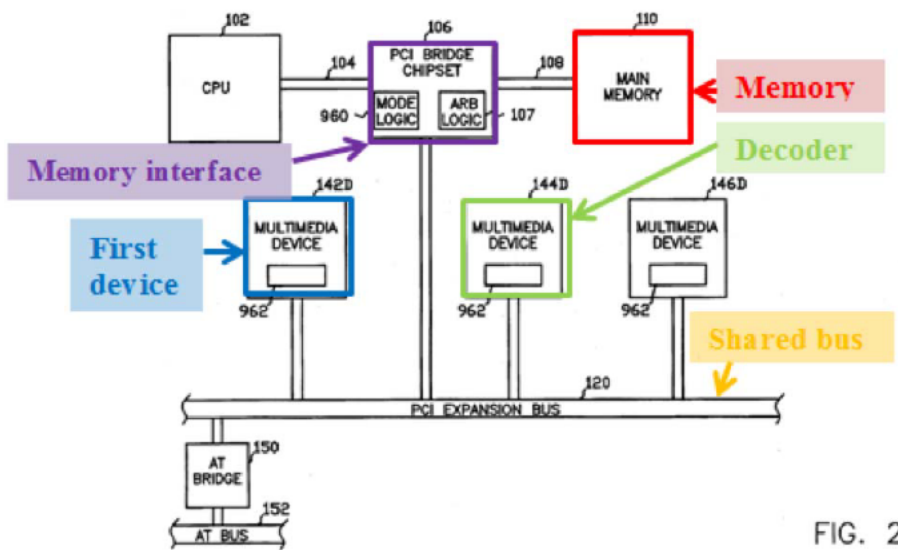 102
CPU
104
106
PCI BRIDGE
CHIPSET
960
MODE
LOGIC
ARB
LOGIC
107
108
110
MAIN
MEMORY
Memory
Memory interface
Decoder
142D
MULTIMEDIA
DEVICE
962
First
device
144D
MULTIMEDIA
DEVICE
962
146D
MULTIMEDIA
DEVICE
962
Shared bus
120
PCI EXPANSION BUS
150
AT
BRIDGE
152
AT BUS
FIG. 2